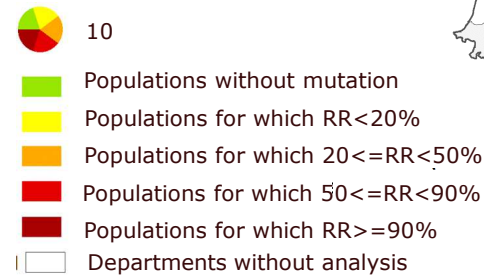 10
Populations without mutation
Populations for which RR<20%
Populations for which 20<=RR<50%
Populations for which 50<=RR<90%
Populations for which RR>=90%
Departments without analysis